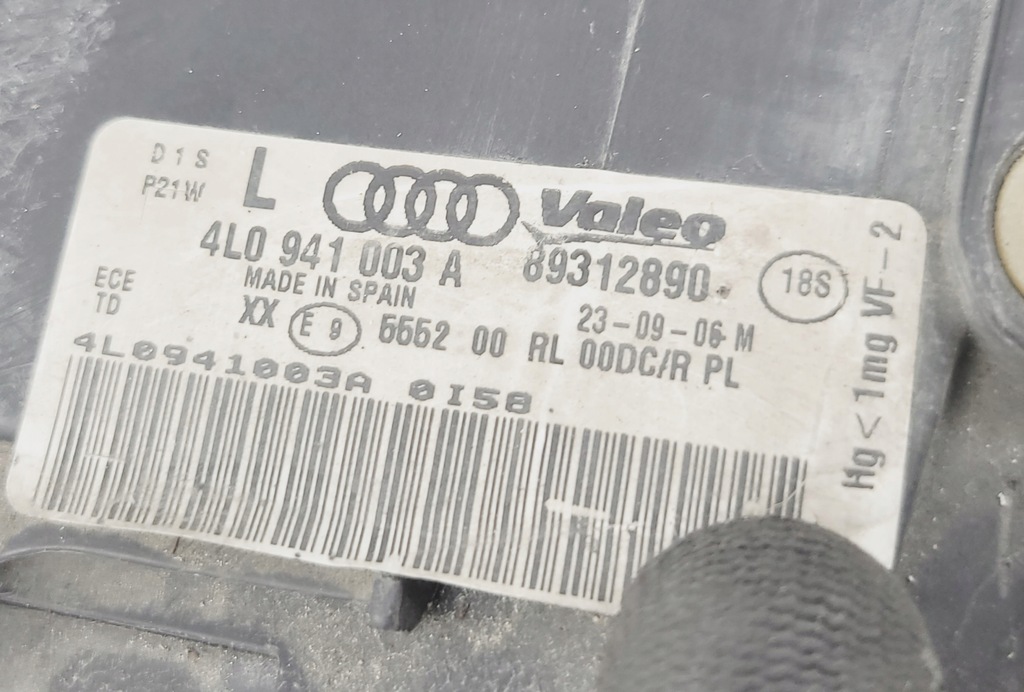 D1S L Valeo
P21W
4L0 941 003 A 89312890 18S
ECE MADE IN SPAIN 23-09-06 M
TD XX E9 5552 00 RL 00DC/R PL
4L0941003A 0I58
Hg < 1mg VF-2